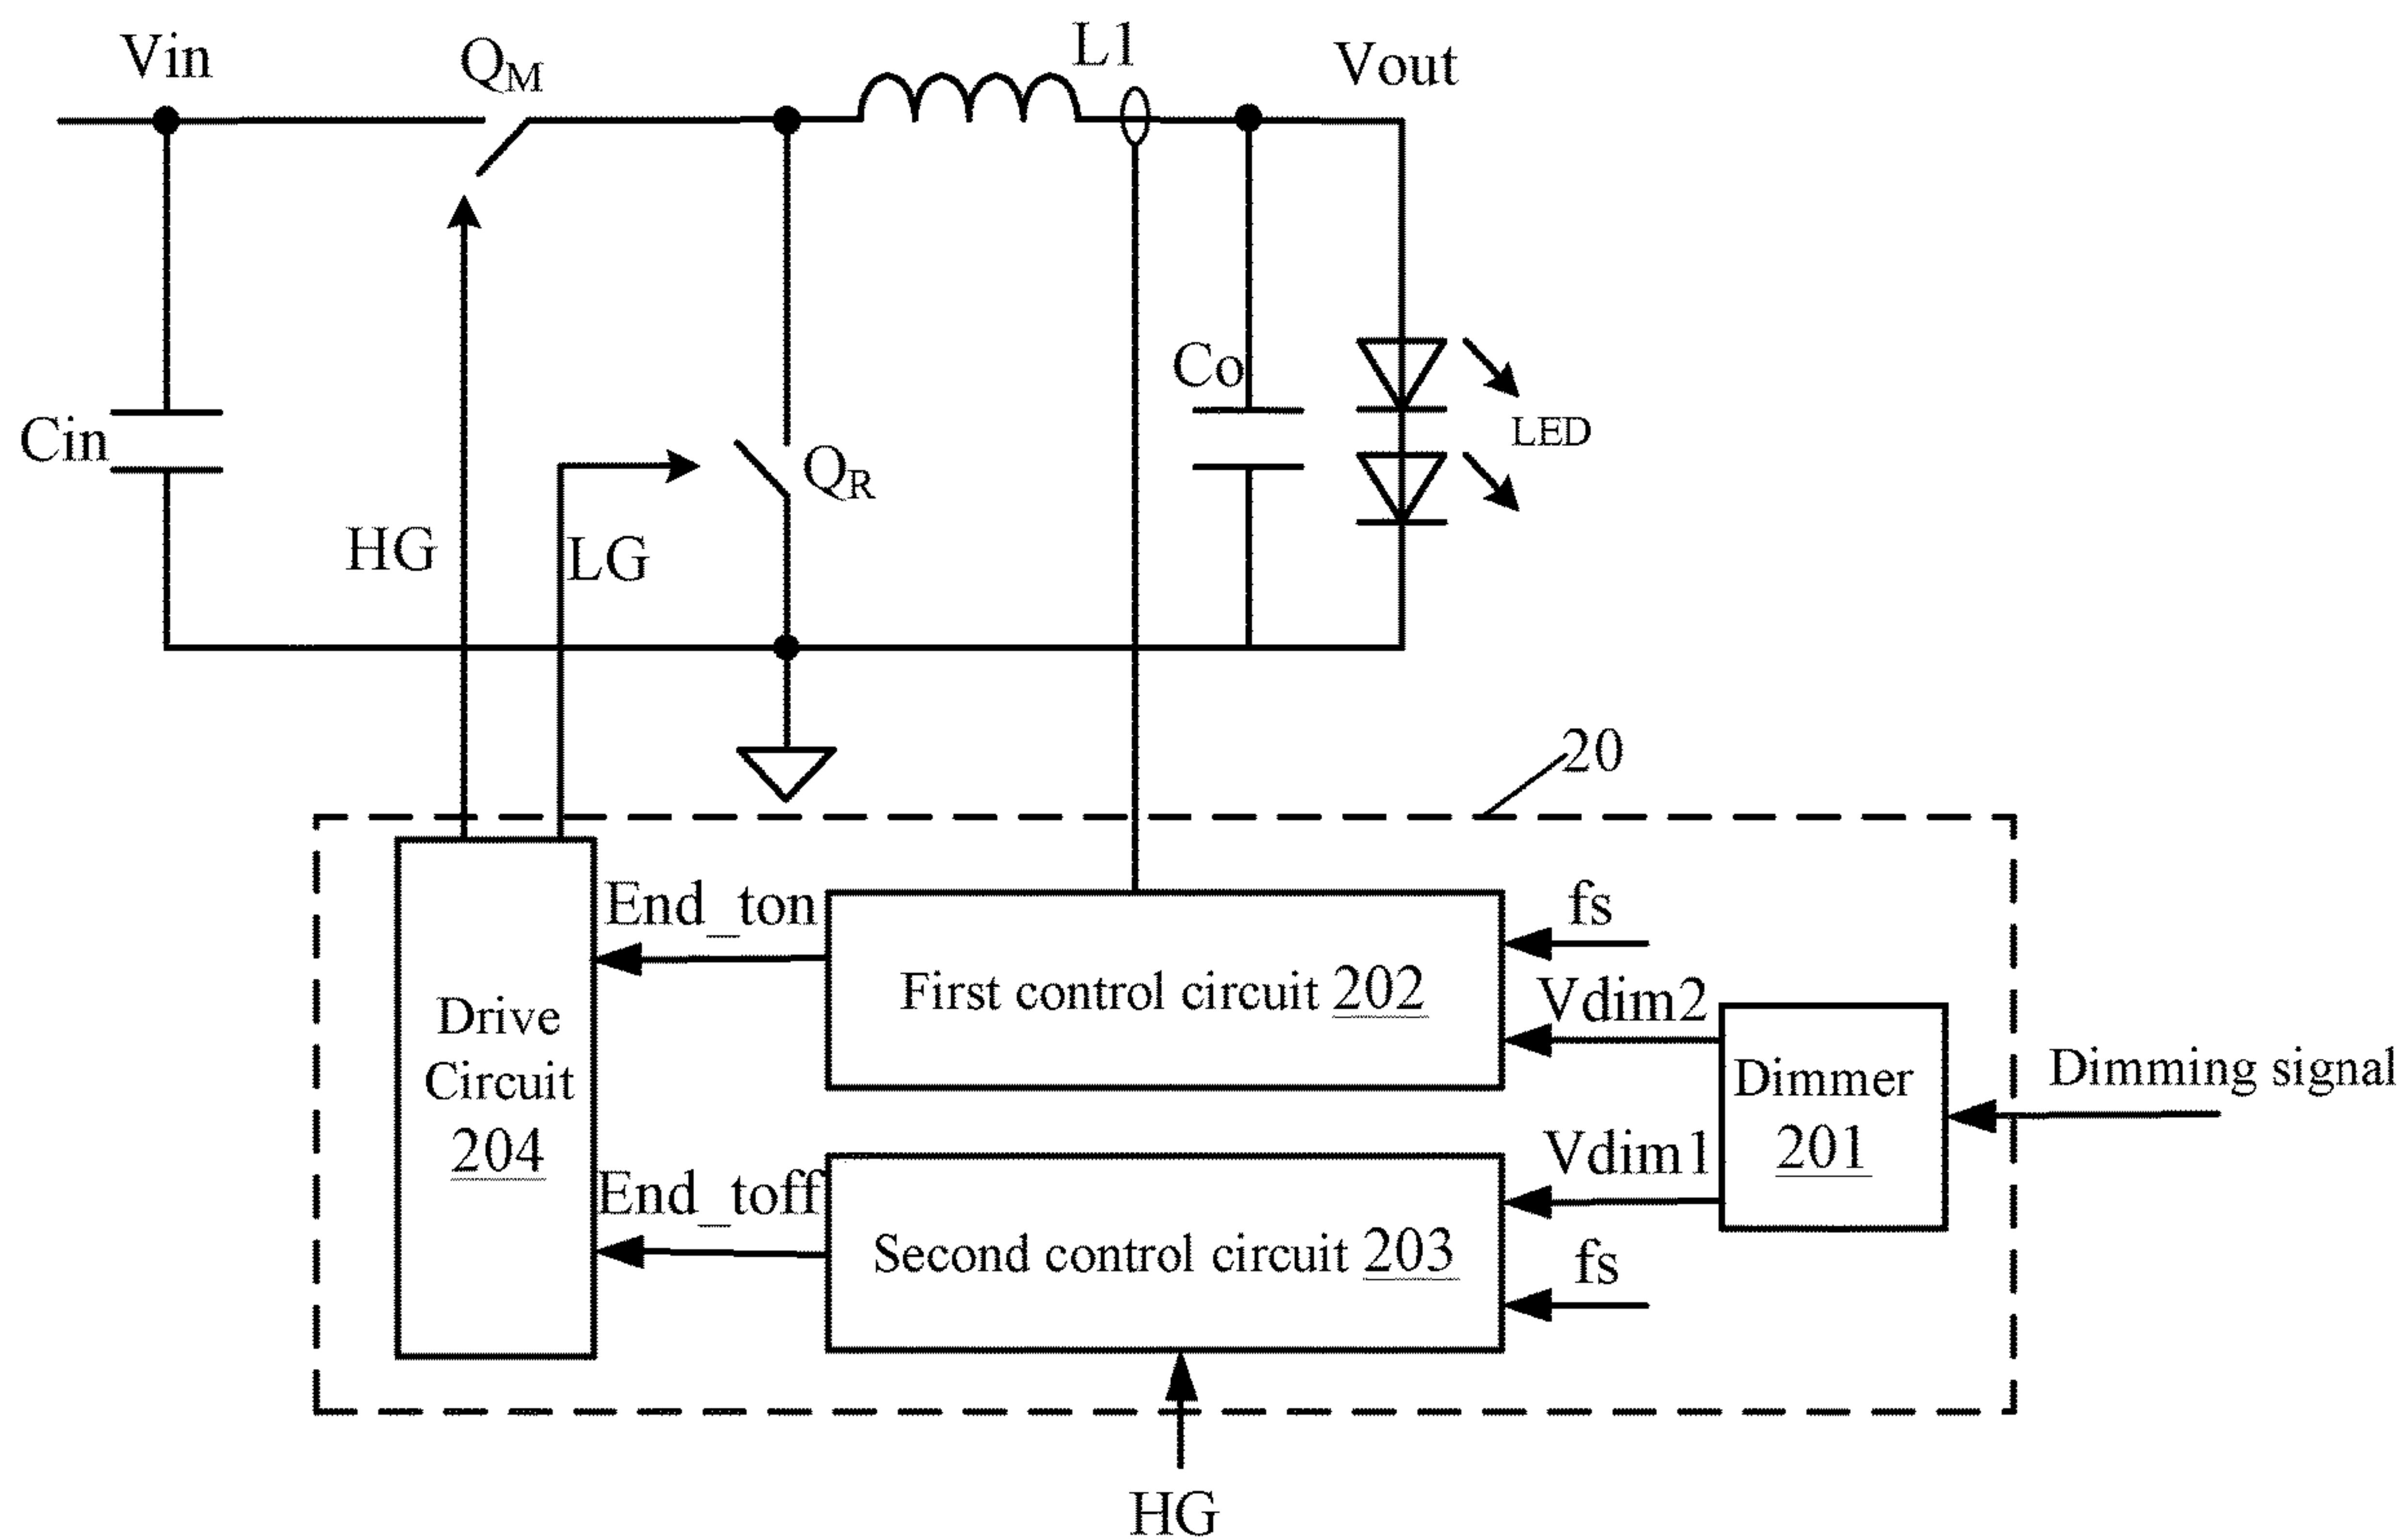 Vin
QM
L1
Vout
Cin
HG
LG
QR
Co
LED
20
End_ton
fs
First control circuit 202
Vdim2
Drive
Circuit
204
Dimmer
201
Dimming signal
End_toff
Vdim1
Second control circuit 203
fs
HG